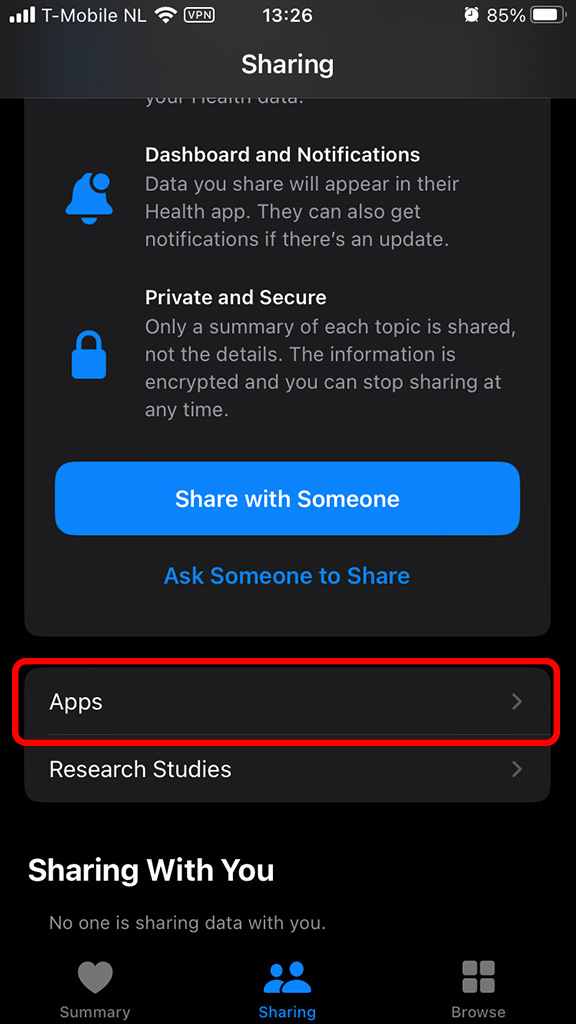 T-Mobile NL VPN 13:26 85%
Sharing
your Health data.
Dashboard and Notifications
Data you share will appear in their
Health app. They can also get
notifications if there’s an update.
Private and Secure
Only a summary of each topic is shared,
not the details. The information is
encrypted and you can stop sharing at
any time.
Share with Someone
Ask Someone to Share
Apps
Research Studies
Sharing With You
No one is sharing data with you.
Summary Sharing Browse